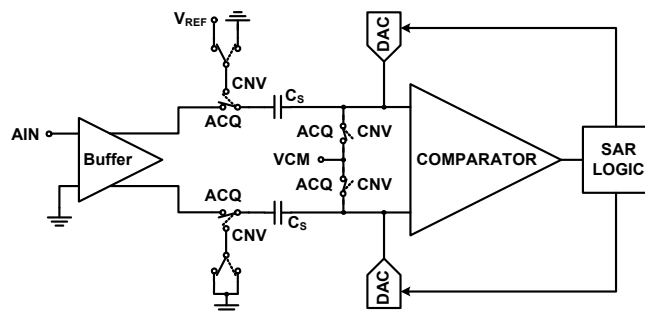 VREF
DAC
CNV
CS
ACQ
AIN
Buffer
ACQ
CNV
VCM
COMPARATOR
SAR
LOGIC
ACQ
CNV
ACQ
CNV
CS
DAC